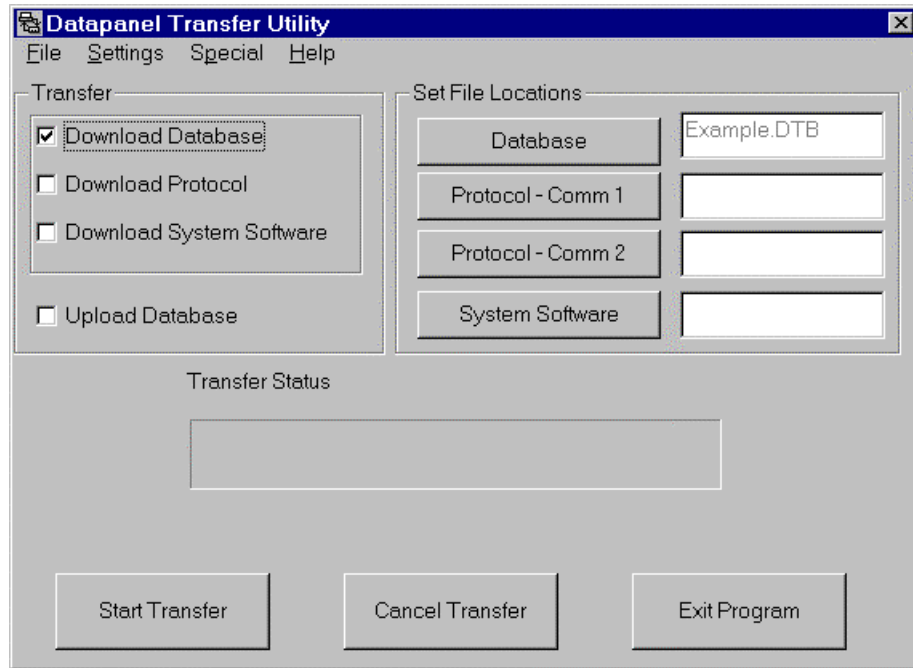 Datapanel Transfer Utility
File Settings Special Help
Transfer
Download Database
Download Protocol
Download System Software
Upload Database
Set File Locations
Database
Example.DTB
Protocol - Comm 1
Protocol - Comm 2
System Software
Transfer Status
Start Transfer
Cancel Transfer
Exit Program